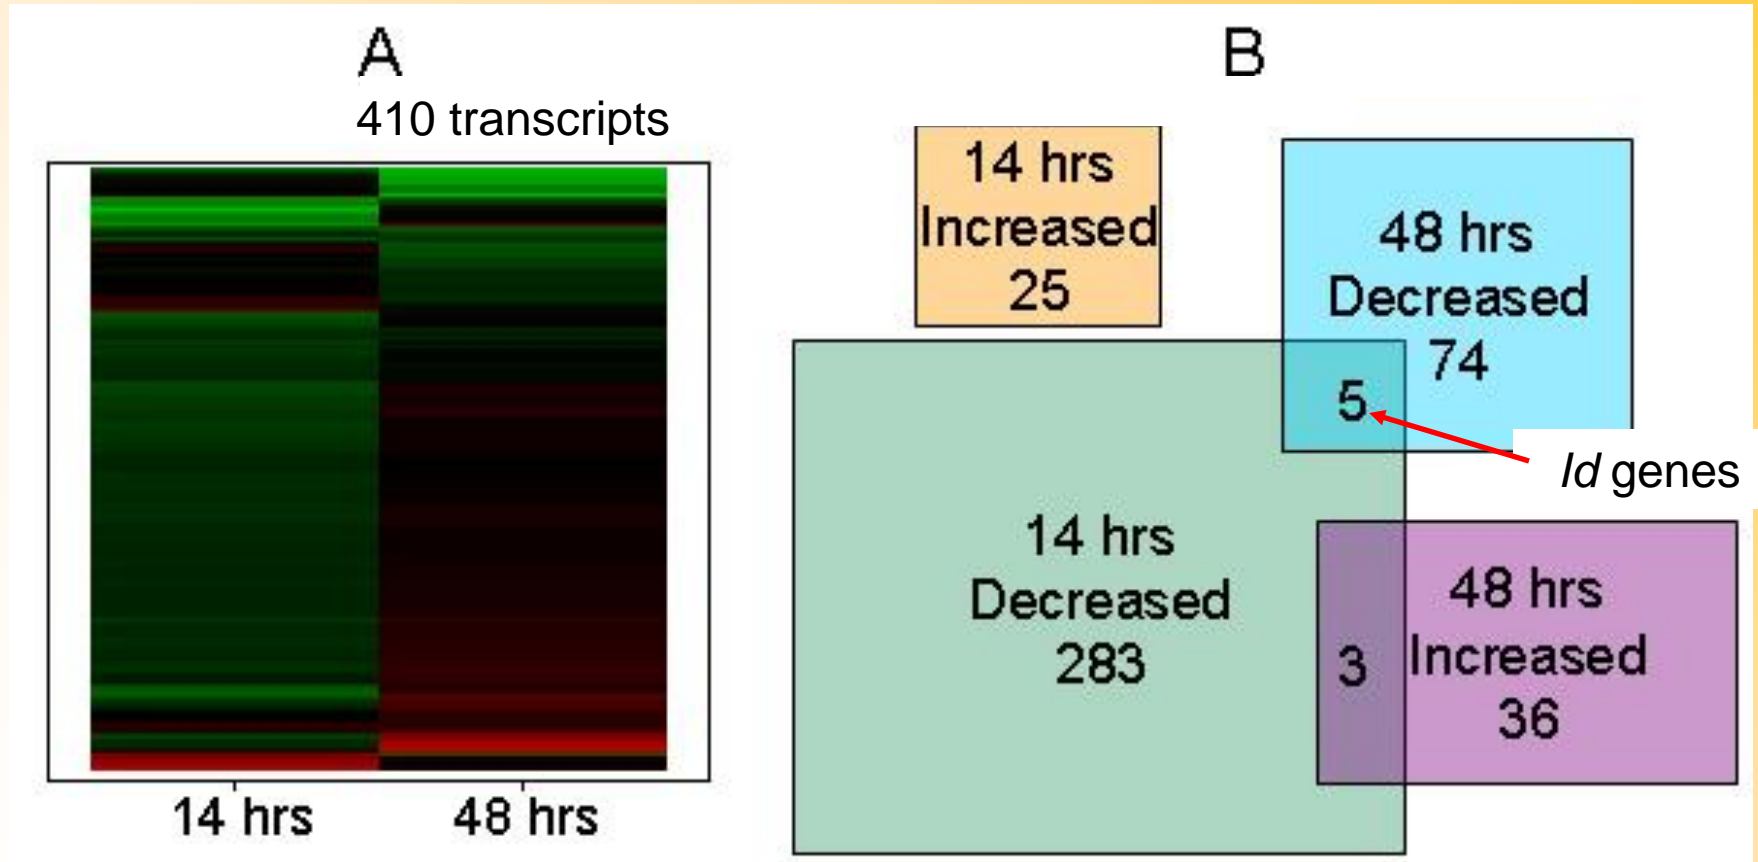 A
410 transcripts
14 hrs
48 hrs
B
14 hrs
Increased
25
48 hrs
Decreased
74
5
Id genes
14 hrs
Decreased
283
3
48 hrs
Increased
36